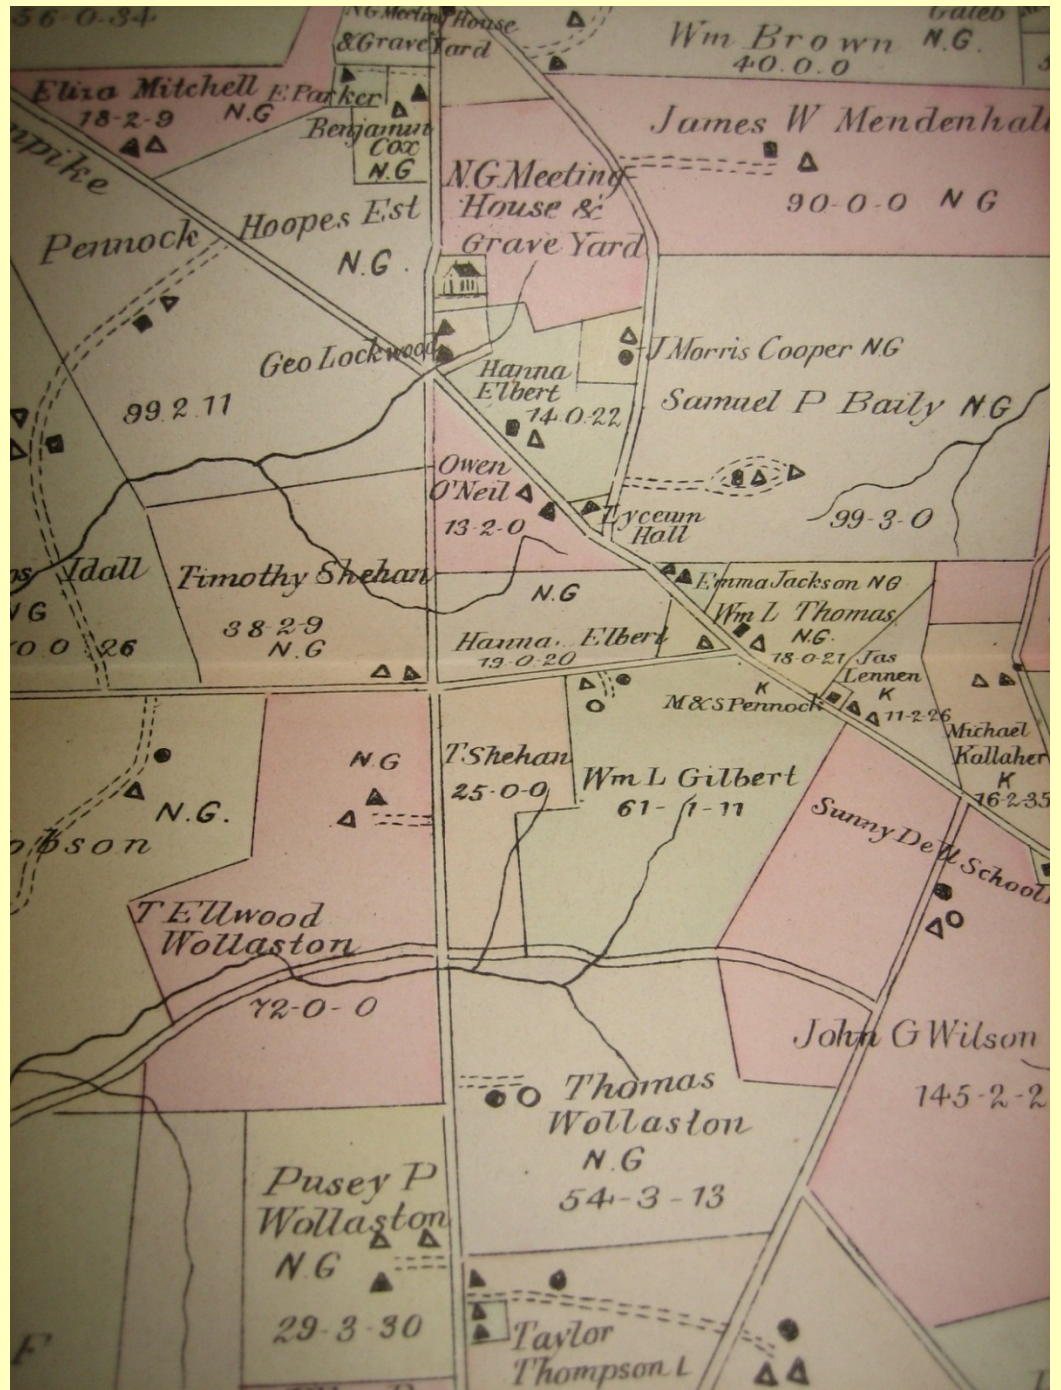 56-0-34
N G Meeting House
& Grave Yard
Wm Brown N.G.
40.0.0
Eliza Mitchell
18-2-9 N.G
E Parker
Benjamin
Cox
N.G
James W Mendenhall
90-0-0 N G
N.G. Meeting
House &
Grave Yard
Pennock
Hoopes Est
N.G.
Geo Lockwood
99.2.11
Hanna
Elbert
14.0.22
J Morris Cooper N.G
Samuel P Baily N.G
99-3-0
Owen
O'Neil
13-2-0
Lyceum
Hall
Idall
N G
26
Timothy Shehan
38-2-9
N.G
N.G
Hanna Elbert
19-0-20
Emma Jackson N G
Wm L Thomas
N.G.
18-0-21
Jas
Lennen
K
11-2-26
K
M & S Pennock
Michael
Kollaher
K
16-2-35
N.G
T Shehan
25-0-0
Wm L Gilbert
61-1-11
N.G.
Sunny Dell School
T Ellwood
Wollaston
72-0-0
John G Wilson
145-2-2
Thomas
Wollaston
N.G
54-3-13
Pusey P
Wollaston
N.G
29-3-30
Taylor
Thompson L